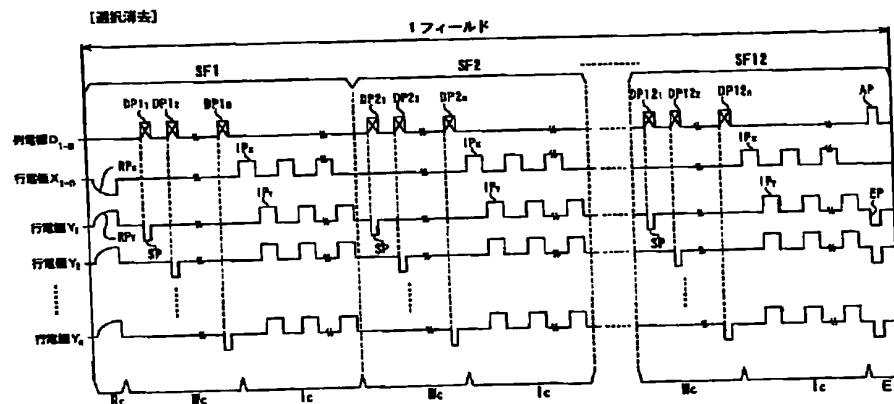 [選択消去]
1フィールド
SF1 SF2 SF12
DP1₁ DP1₂ DP1ₙ DP2₁ DP2₂ DP2ₙ DP12₁ DP12₂ DP12ₙ AP
列電極D₁₋ₘ
RPₓ IPₓ IPₓ IPₓ
行電極X₁₋ₙ
IPᵧ IPᵧ IPᵧ EP
行電極Y₁
RPᵧ SP SP SP
行電極Y₂
行電極Yₙ
Rc Wc Ic Wc Ic Wc Ic E